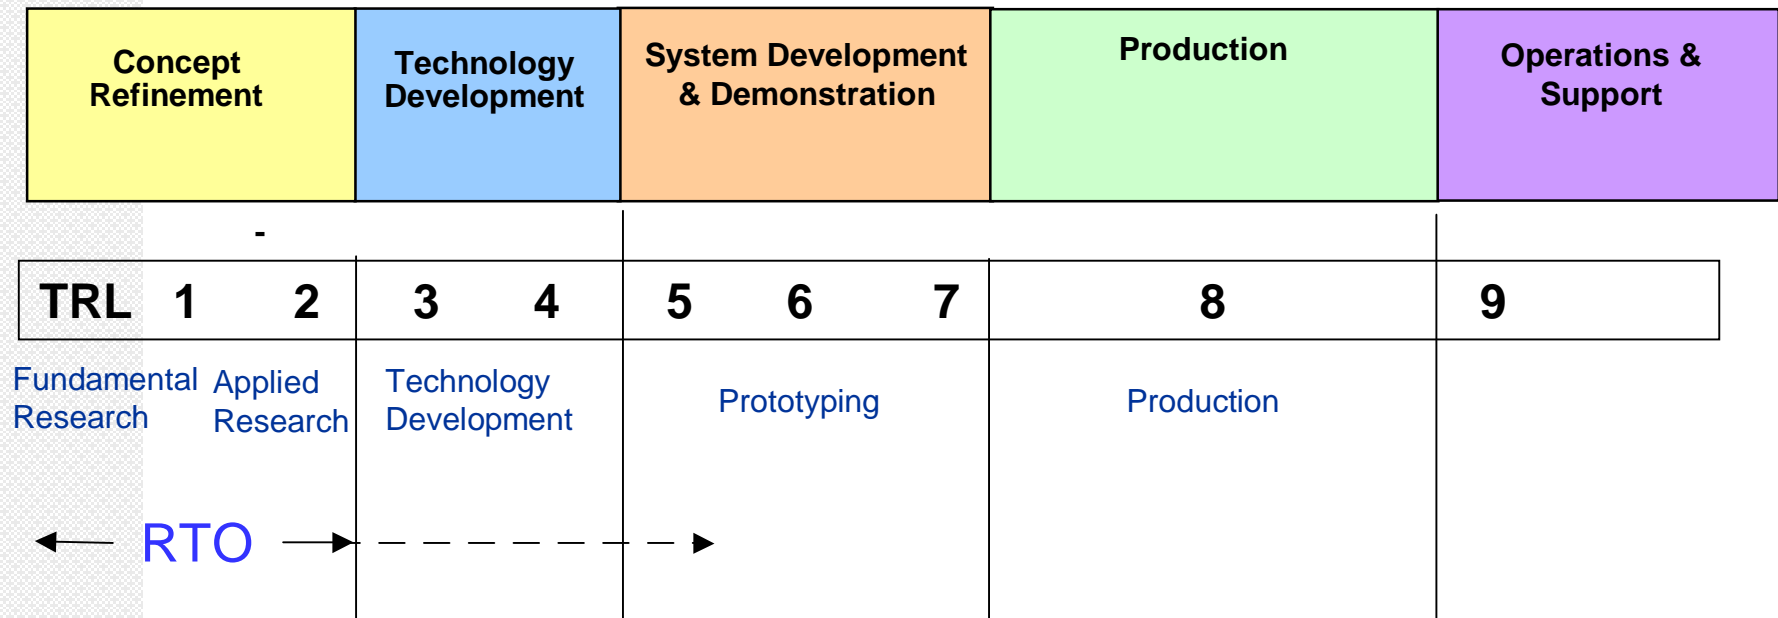 Concept
Refinement
Technology
Development
System Development
& Demonstration
Production
Operations &
Support
-
TRL 1 2 3 4 5 6 7 8 9
Fundamental
Research
Applied
Research
Technology
Development
Prototyping
Production
RTO